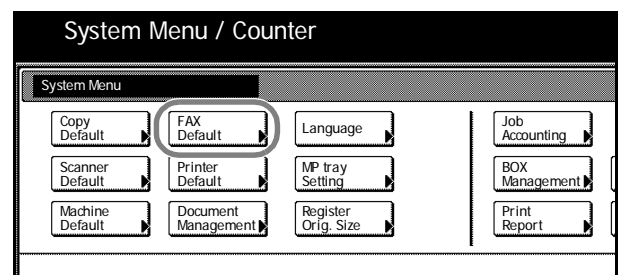 System Menu / Counter
System Menu
Copy
Default
FAX
Default
Language
Job
Accounting
Scanner
Default
Printer
Default
MP tray
Setting
BOX
Management
Machine
Default
Document
Management
Register
Orig. Size
Print
Report